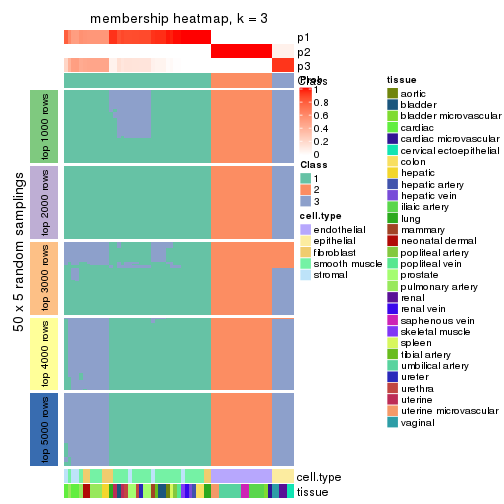 membership heatmap, k = 3
p1
p2
p3
Class
Prob
1
0.8
0.6
0.4
0.2
0
Class
1
2
3
cell.type
endothelial
epithelial
fibroblast
smooth muscle
stromal
tissue
aortic
bladder
bladder microvascular
cardiac
cardiac microvascular
cervical ectoepithelial
colon
hepatic
hepatic artery
hepatic vein
iliaic artery
lung
mammary
neonatal dermal
popliteal artery
popliteal vein
prostate
pulmonary artery
renal
renal vein
saphenous vein
skeletal muscle
spleen
tibial artery
umbilical artery
ureter
urethra
uterine
uterine microvascular
vaginal
50 x 5 random samplings
top 1000 rows
top 2000 rows
top 3000 rows
top 4000 rows
top 5000 rows
cell.type
tissue